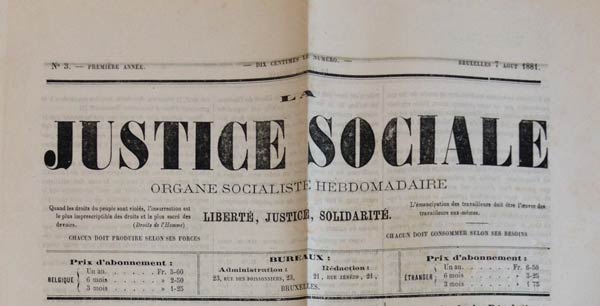 No 3. — PREMIÈRE ANNÉE. — DIX CENTIMES LE NUMÉRO. — BRUXELLES 7 AOUT 1881.
LA
JUSTICE SOCIALE
ORGANE SOCIALISTE HEBDOMADAIRE
Quand les droits du peuple sont violés, l'insurrection est
le plus imprescriptible des droits et le plus sacré des
devoirs. (Droits de l'Homme)
CHACUN DOIT PRODUIRE SELON SES FORCES
LIBERTÉ, JUSTICE, SOLIDARITÉ.
L'émancipation des travailleurs doit être l'œuvre des
travailleurs eux-mêmes.
CHACUN DOIT CONSOMMER SELON SES BESOINS
Prix d'abonnement :
BELGIQUE
Un an. . . Fr. 5-00
6 mois . . » 2-50
3 mois . . » 1-25
BUREAUX :
Administration :
23, RUE DES BOISSONNIERS, 23,
Rédaction :
21, RUE JÉNÉRY, 21,
BRUXELLES.
Prix d'abonnement :
ÉTRANGER
Un an. . . Fr. 6-50
6 mois . . » 3-25
3 mois . . » 1 75